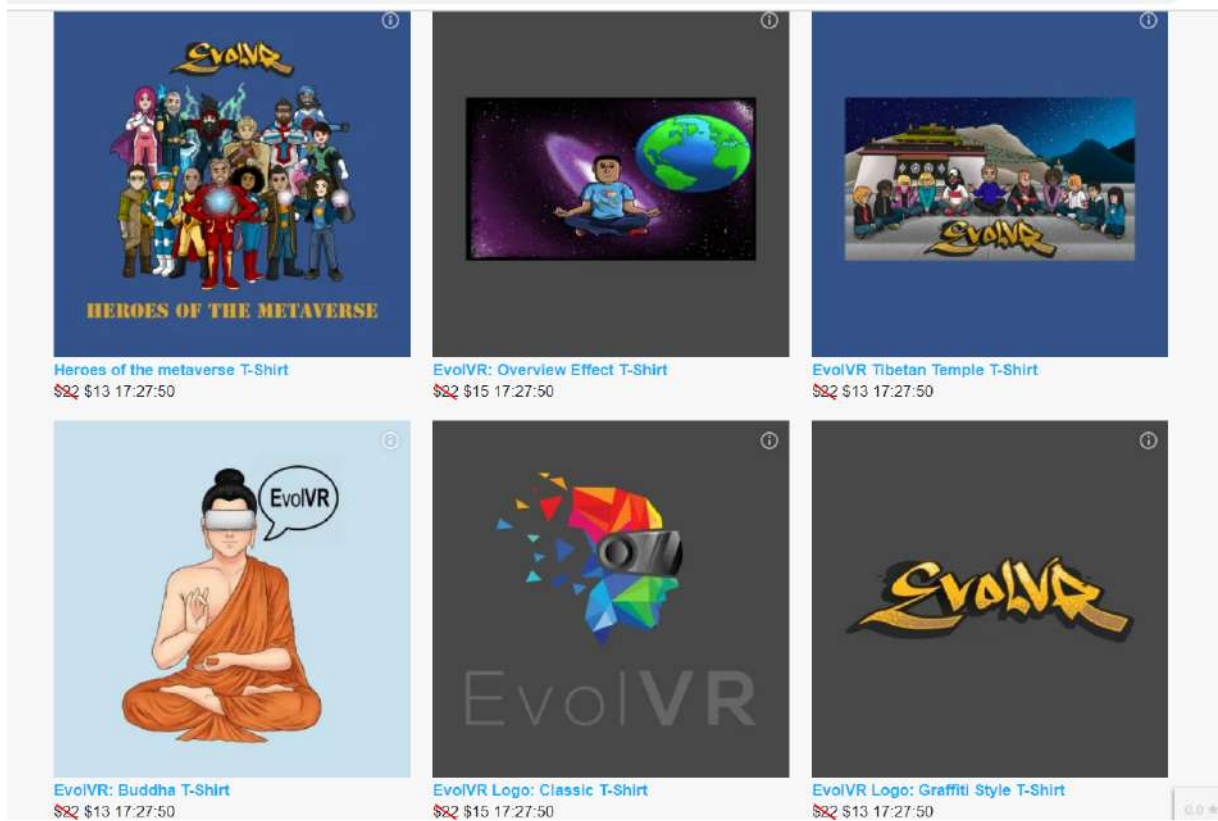 EvolVR
HEROES OF THE METAVERSE
EvolVR
Heroes of the metaverse T-Shirt
$22 $13 17:27:50
EvolVR: Overview Effect T-Shirt
$22 $15 17:27:50
EvolVR Tibetan Temple T-Shirt
$22 $13 17:27:50
EvolVR
EvolVR
EvolVR
EvolVR: Buddha T-Shirt
$22 $13 17:27:50
EvolVR Logo: Classic T-Shirt
$22 $15 17:27:50
EvolVR Logo: Graffiti Style T-Shirt
$22 $13 17:27:50
0.0 ★